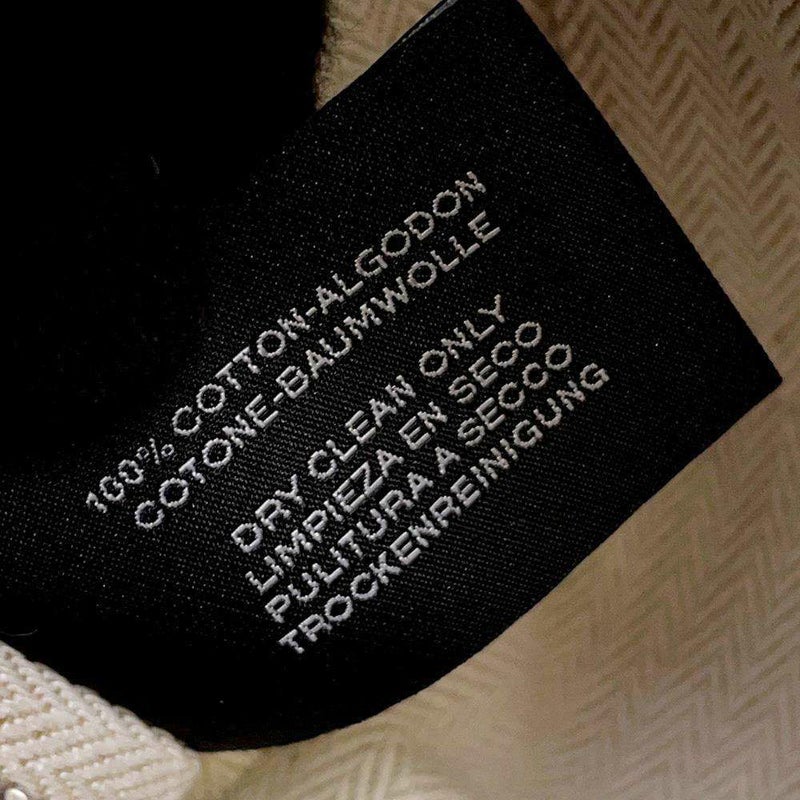 100% COTTON-ALGODON
COTONE-BAUMWOLLE
DRY CLEAN ONLY
LIMPIEZA EN SECO
PULITURA A SECCO
TROCKENREINIGUNG